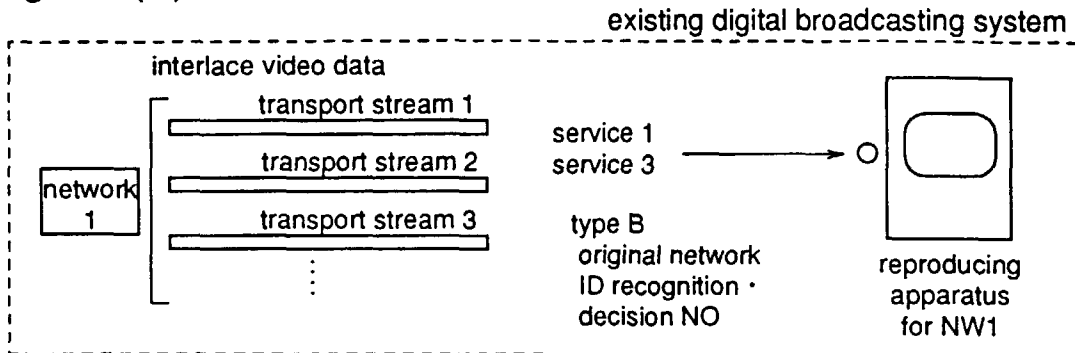 existing digital broadcasting system
interlace video data
transport stream 1
transport stream 2
transport stream 3
network
1
service 1
service 3
type B
original network
ID recognition ·
decision NO
reproducing
apparatus
for NW1